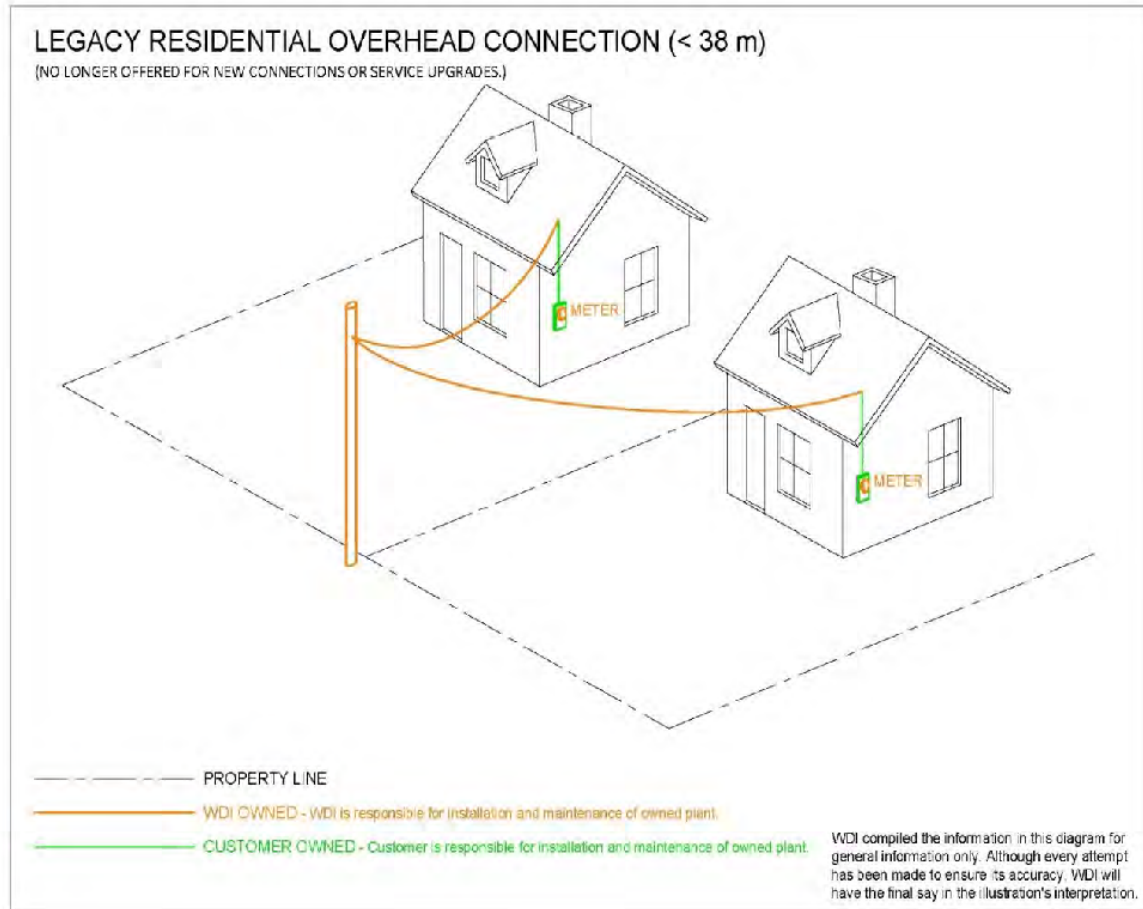 LEGACY RESIDENTIAL OVERHEAD CONNECTION (< 38 m)
(NO LONGER OFFERED FOR NEW CONNECTIONS OR SERVICE UPGRADES.)
METER
METER
PROPERTY LINE
WDI OWNED - WDI is responsible for installation and maintenance of owned plant.
CUSTOMER OWNED - Customer is responsible for installation and maintenance of owned plant.
WDI compiled the information in this diagram for
general information only. Although every attempt
has been made to ensure its accuracy, WDI will
have the final say in the illustration's interpretation.